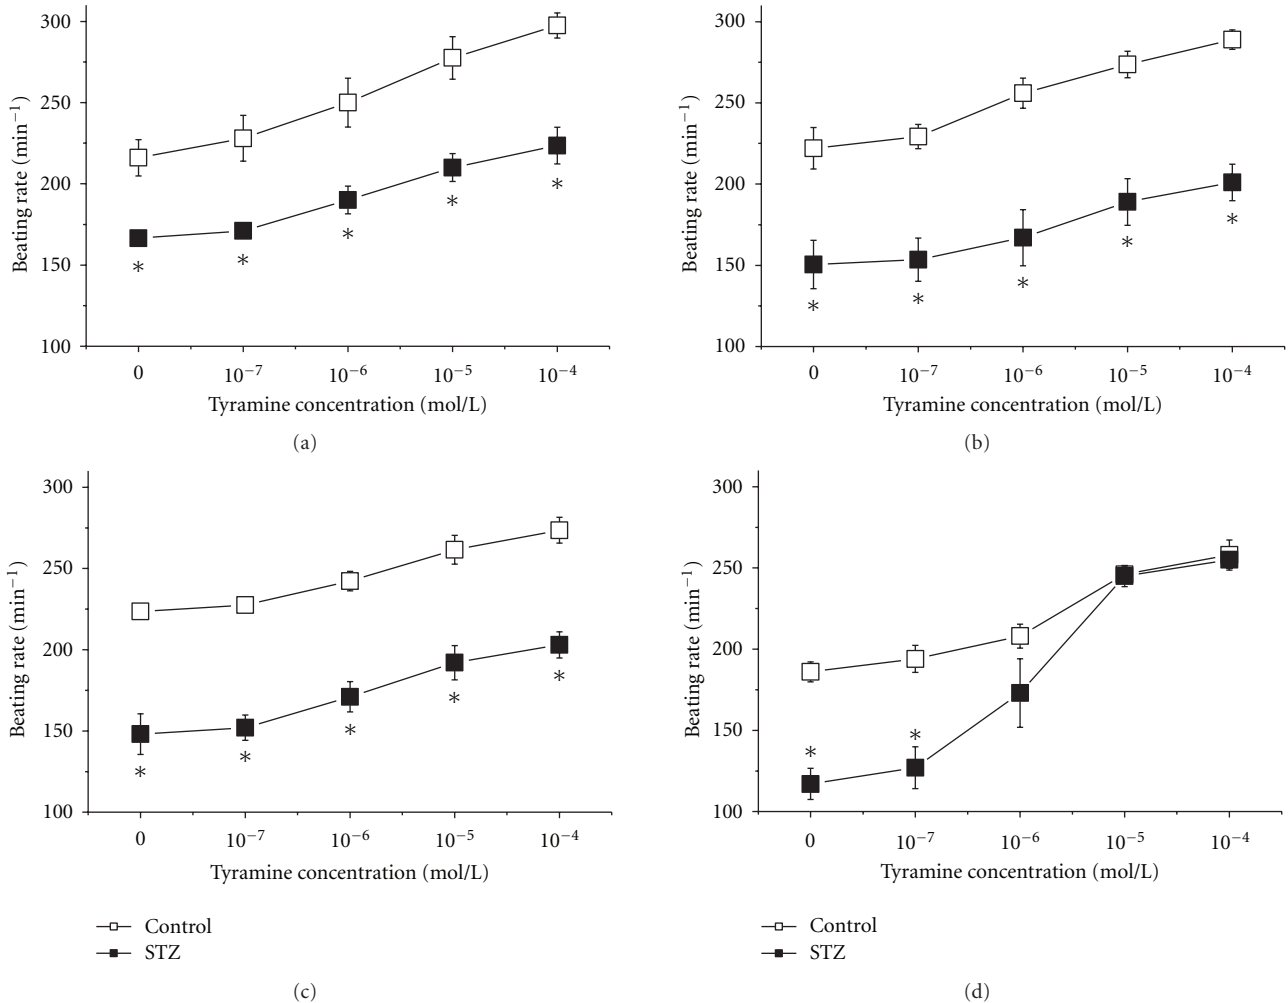 300
250
200
150
100
Beating rate (min⁻¹)
* * * * *
0 10⁻⁷ 10⁻⁶ 10⁻⁵ 10⁻⁴
Tyramine concentration (mol/L)
(a)
300
250
200
150
100
Beating rate (min⁻¹)
* * * * *
0 10⁻⁷ 10⁻⁶ 10⁻⁵ 10⁻⁴
Tyramine concentration (mol/L)
(b)
300
250
200
150
100
Beating rate (min⁻¹)
* * * * *
0 10⁻⁷ 10⁻⁶ 10⁻⁵ 10⁻⁴
Tyramine concentration (mol/L)
Control
STZ
(c)
300
250
200
150
100
Beating rate (min⁻¹)
* *
0 10⁻⁷ 10⁻⁶ 10⁻⁵ 10⁻⁴
Tyramine concentration (mol/L)
Control
STZ
(d)